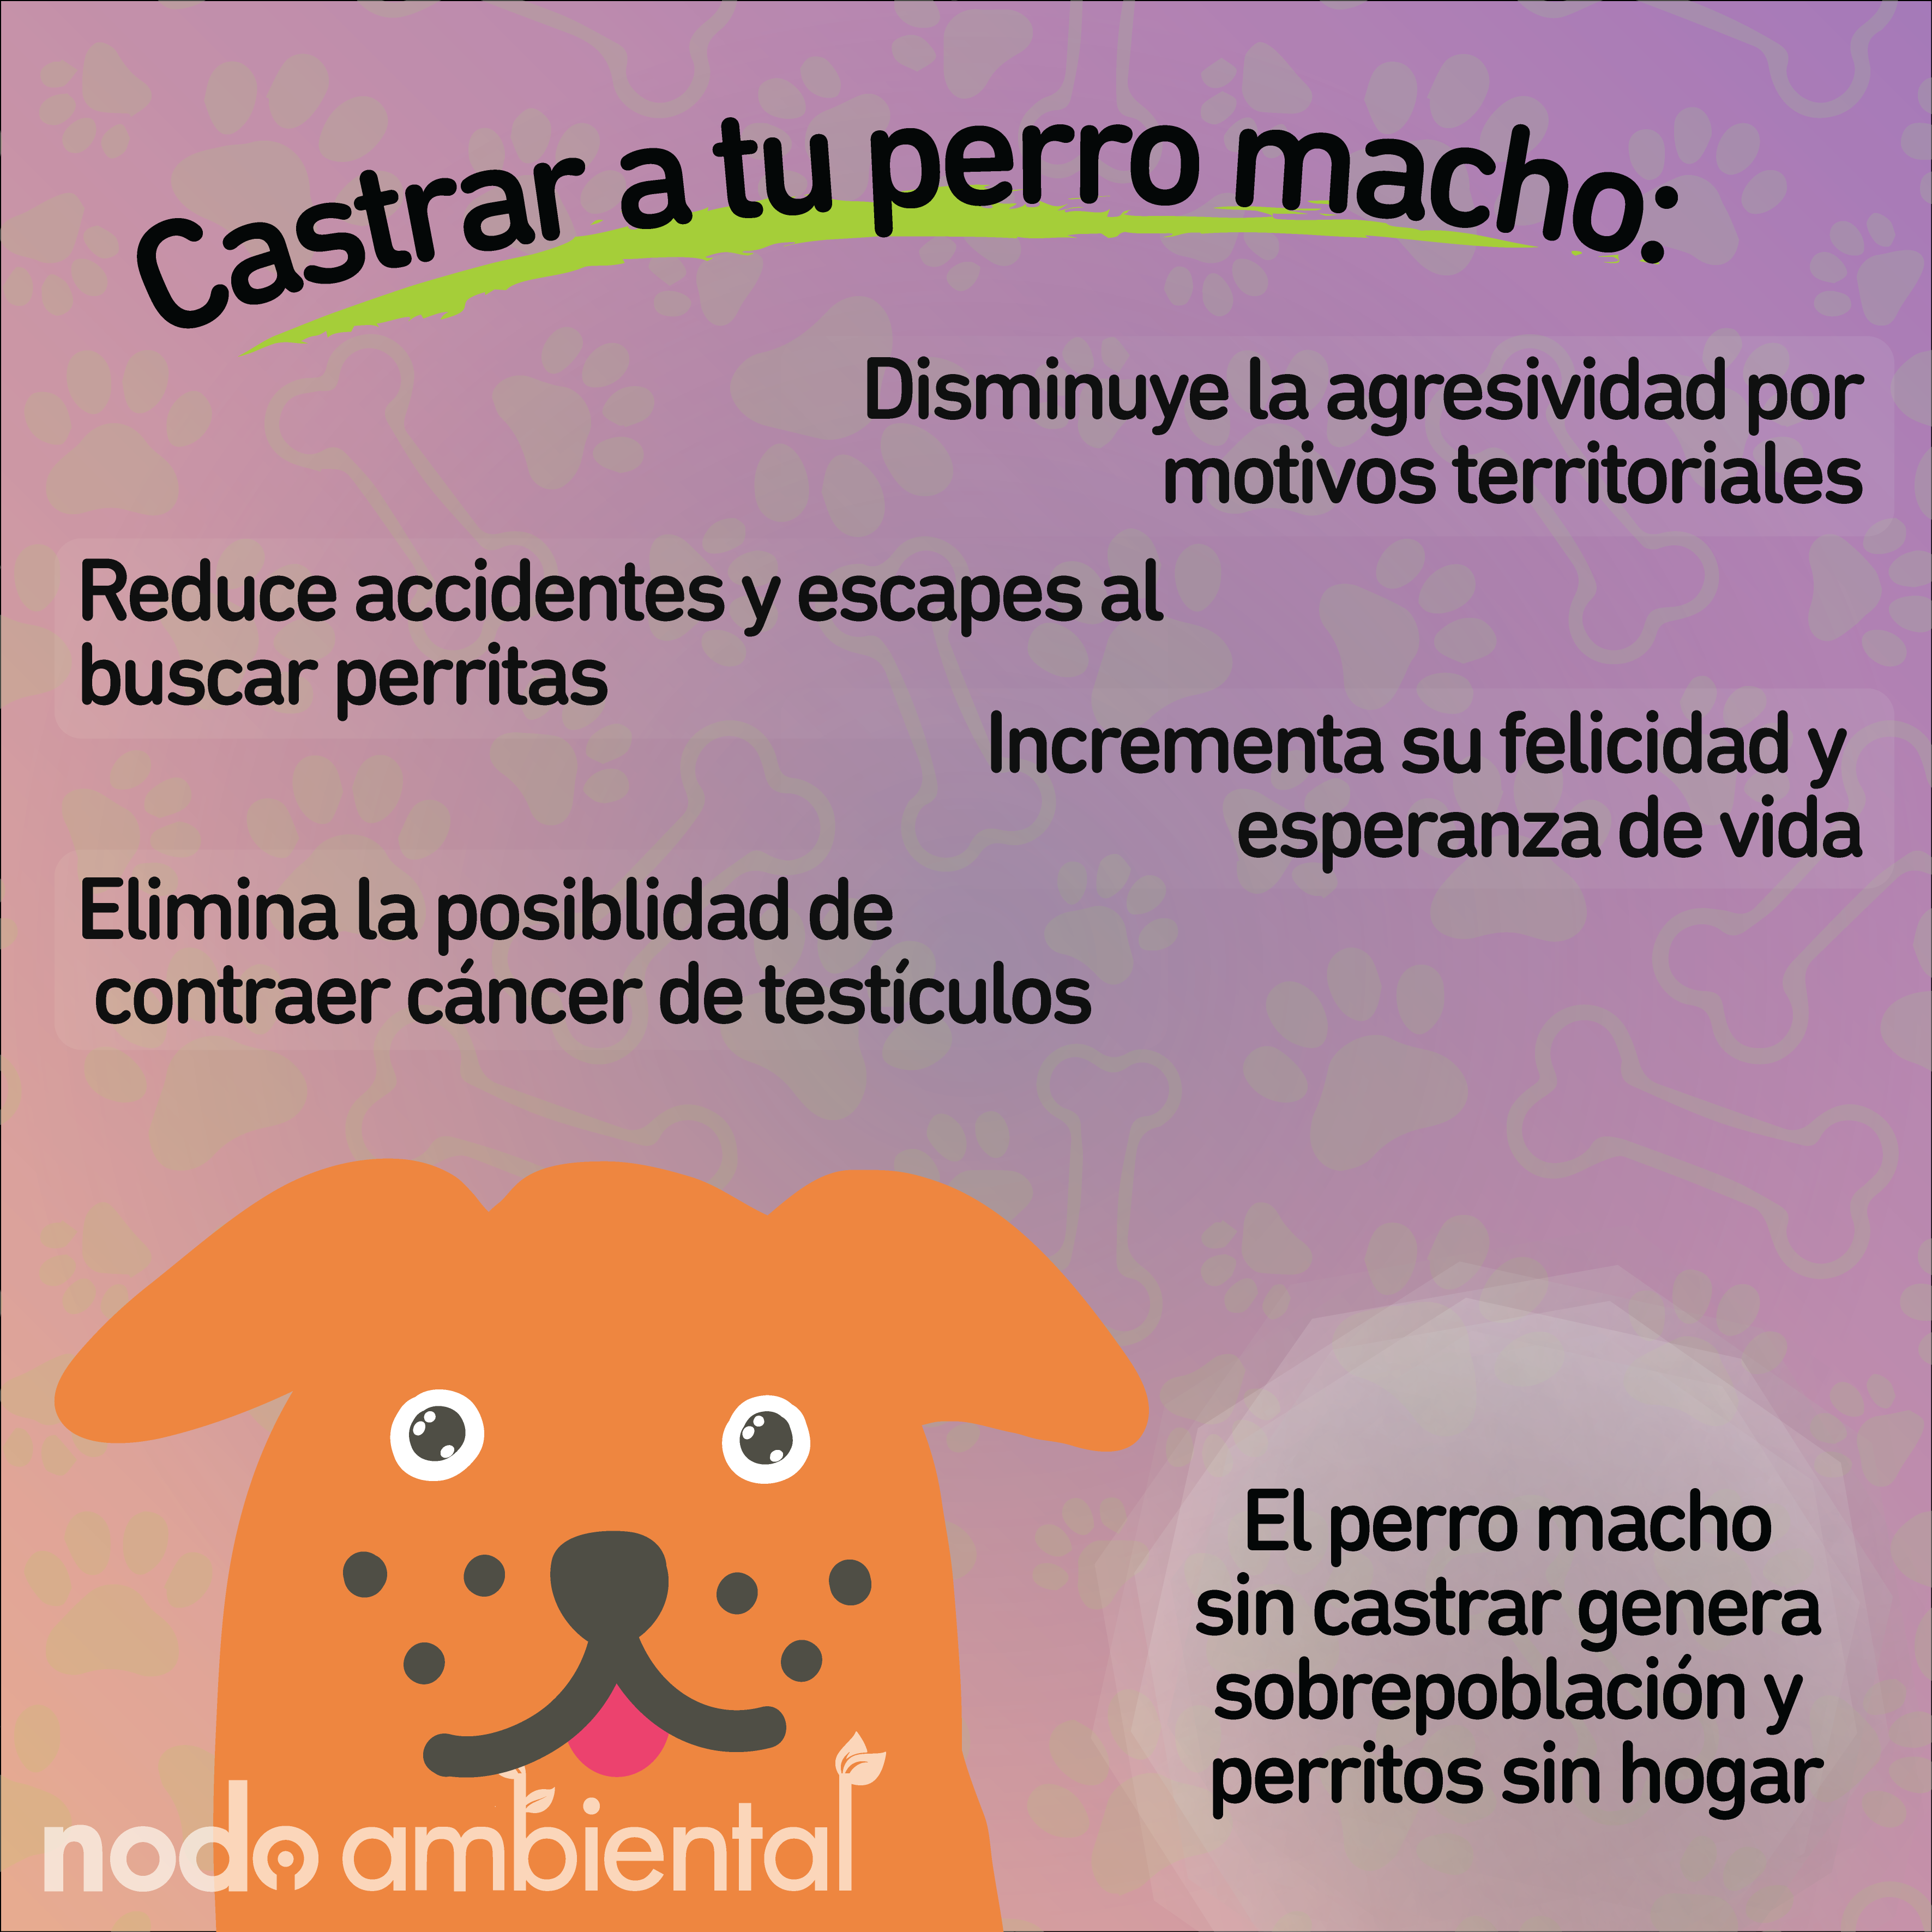 Castrar a tu perro macho:
Disminuye la agresividad por
motivos territoriales
Reduce accidentes y escapes al
buscar perritas
Incrementa su felicidad y
esperanza de vida
Elimina la posiblidad de
contraer cáncer de testículos
El perro macho
sin castrar genera
sobrepoblación y
perritos sin hogar
nodo ambiental